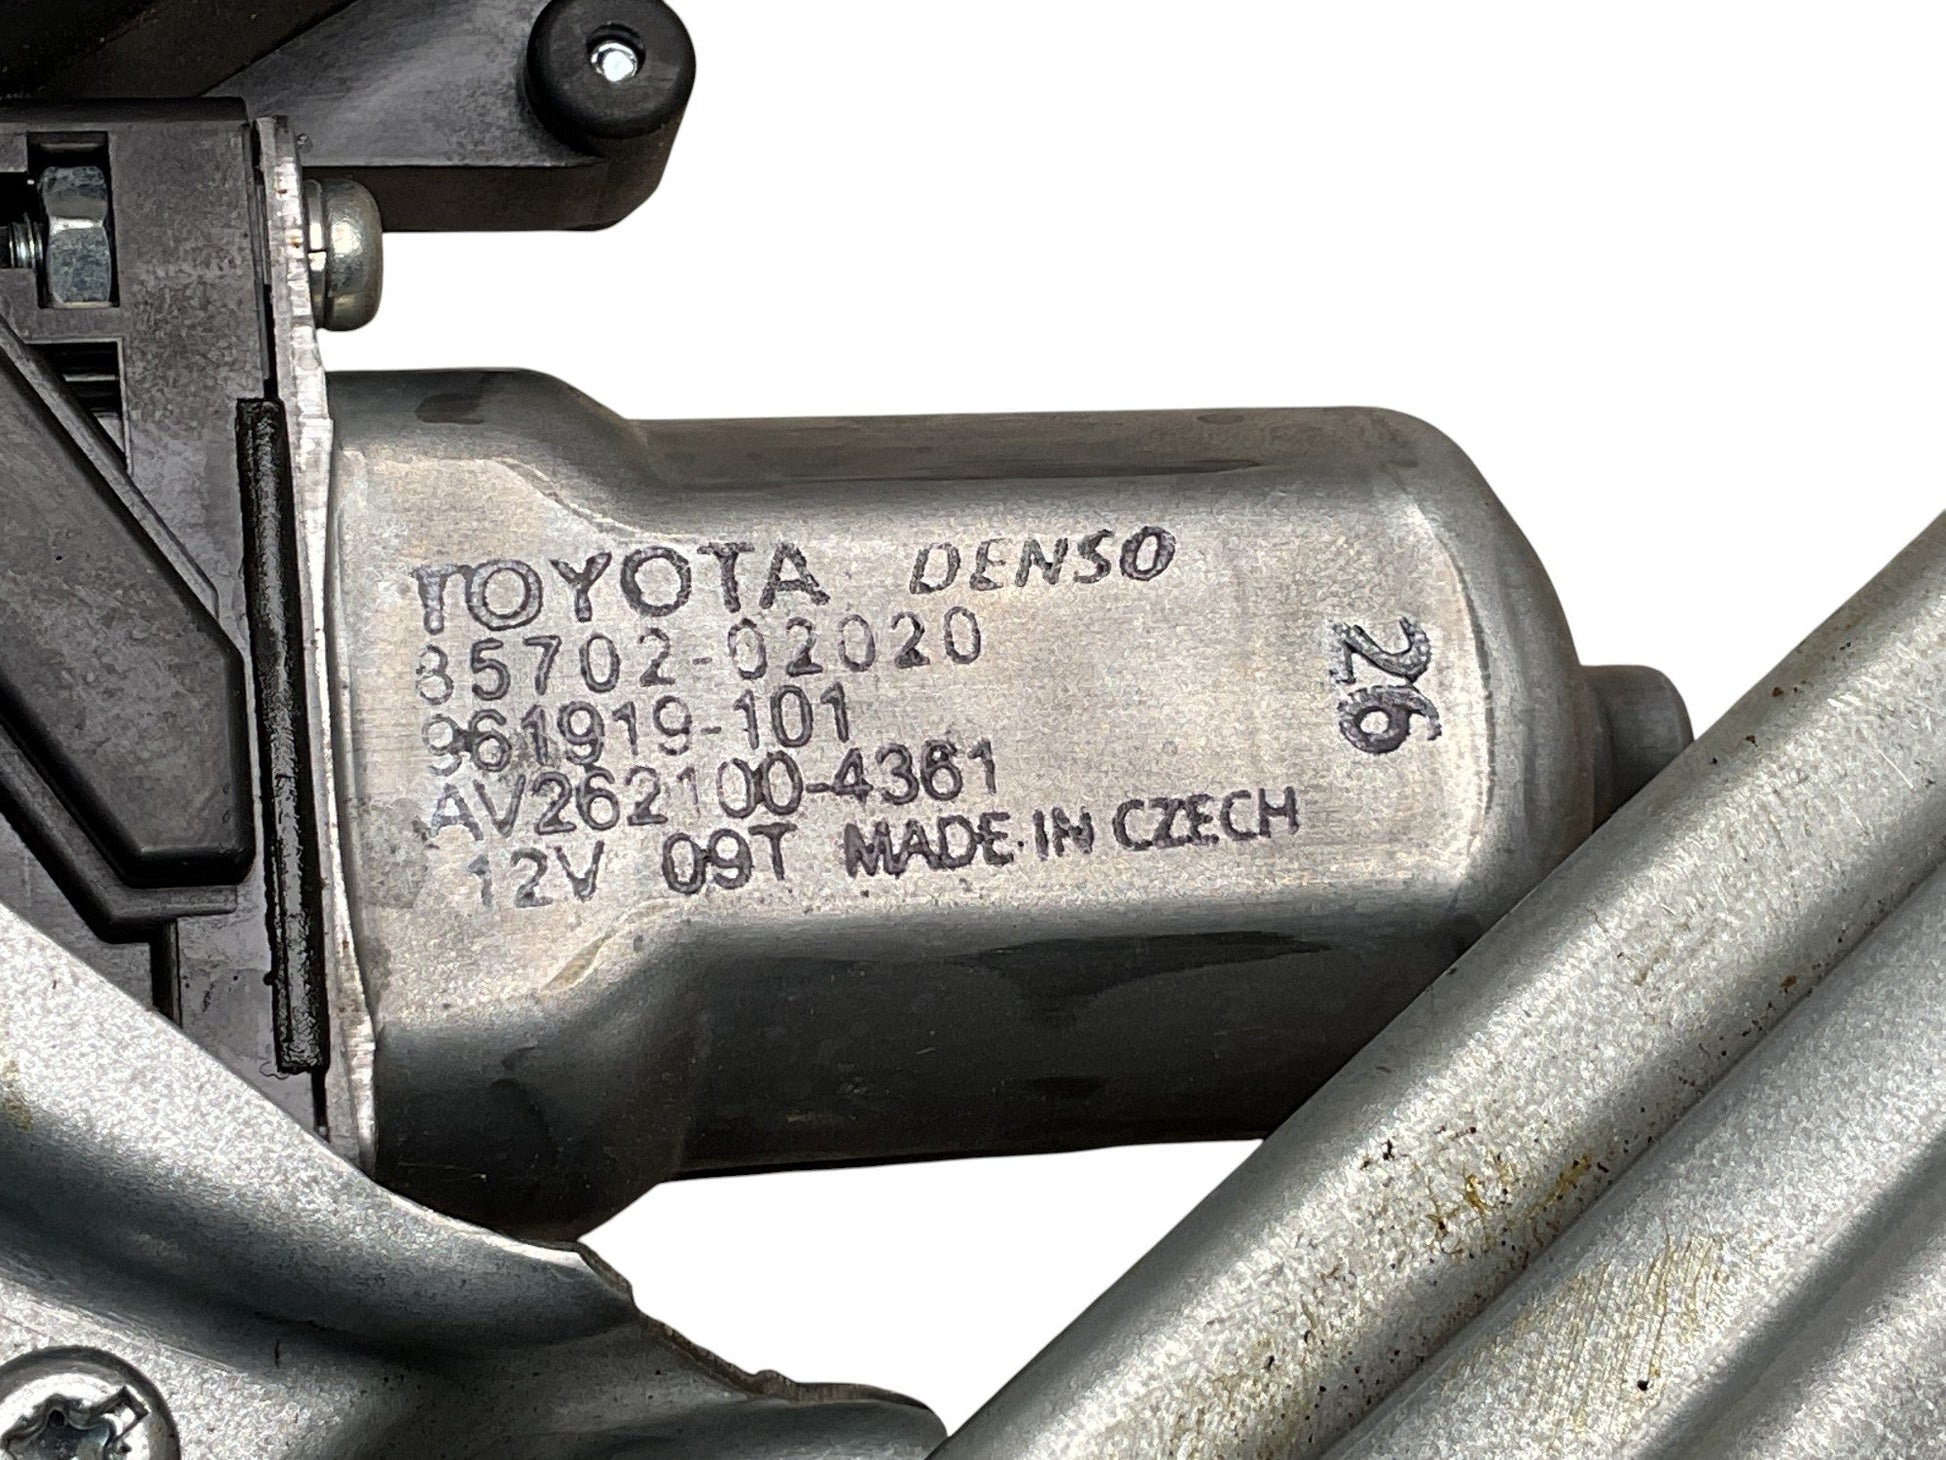 TOYOTA DENSO
85702-02020
961919-101
AV262100-4361
12V 09T MADE IN CZECH
26